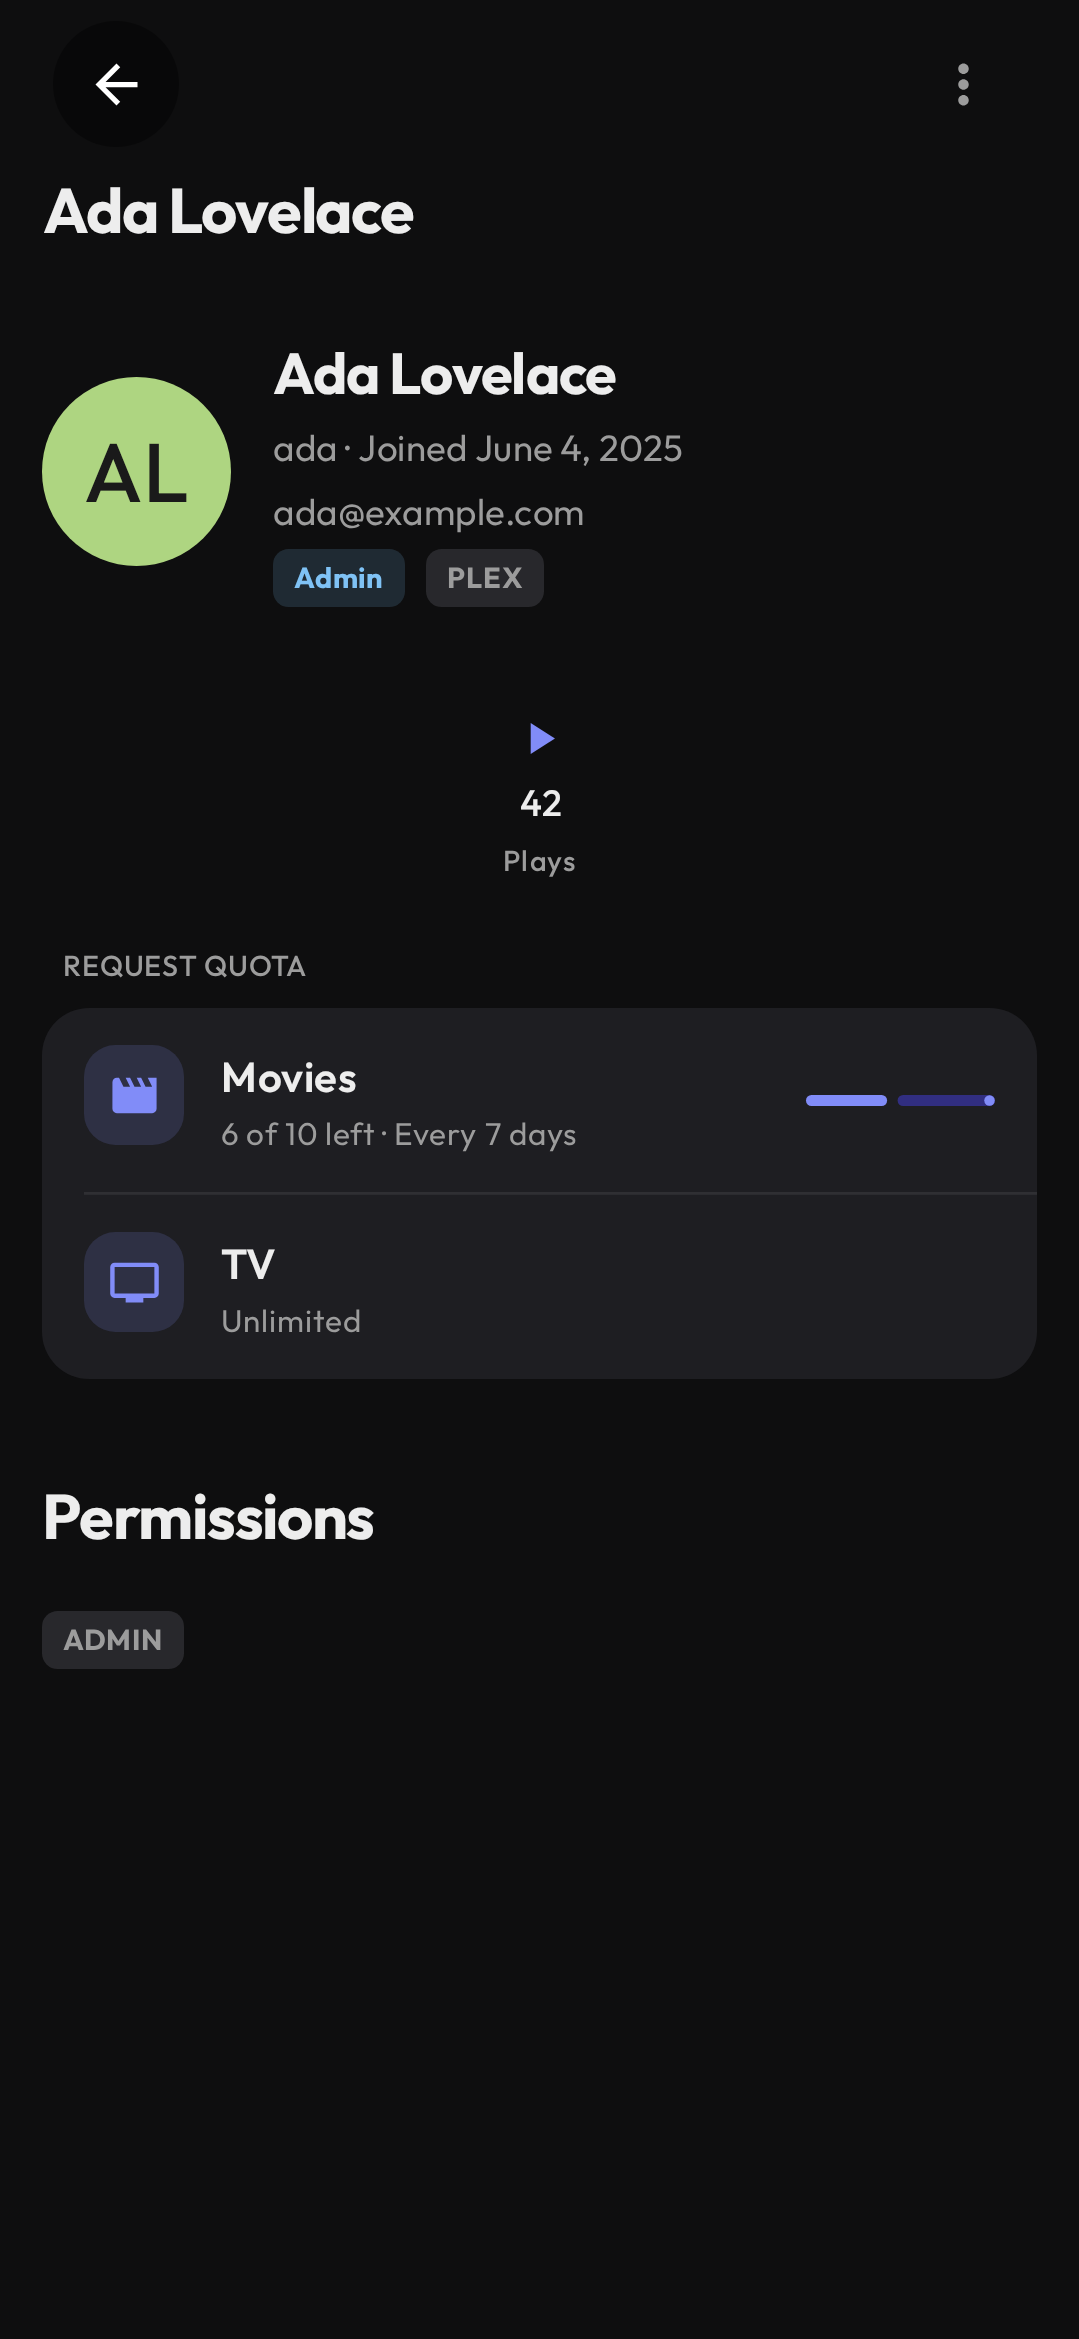 Ada Lovelace
AL
Ada Lovelace
ada · Joined June 4, 2025
ada@example.com
Admin
PLEX
42
Plays
REQUEST QUOTA
Movies
6 of 10 left · Every 7 days
TV
Unlimited
Permissions
ADMIN